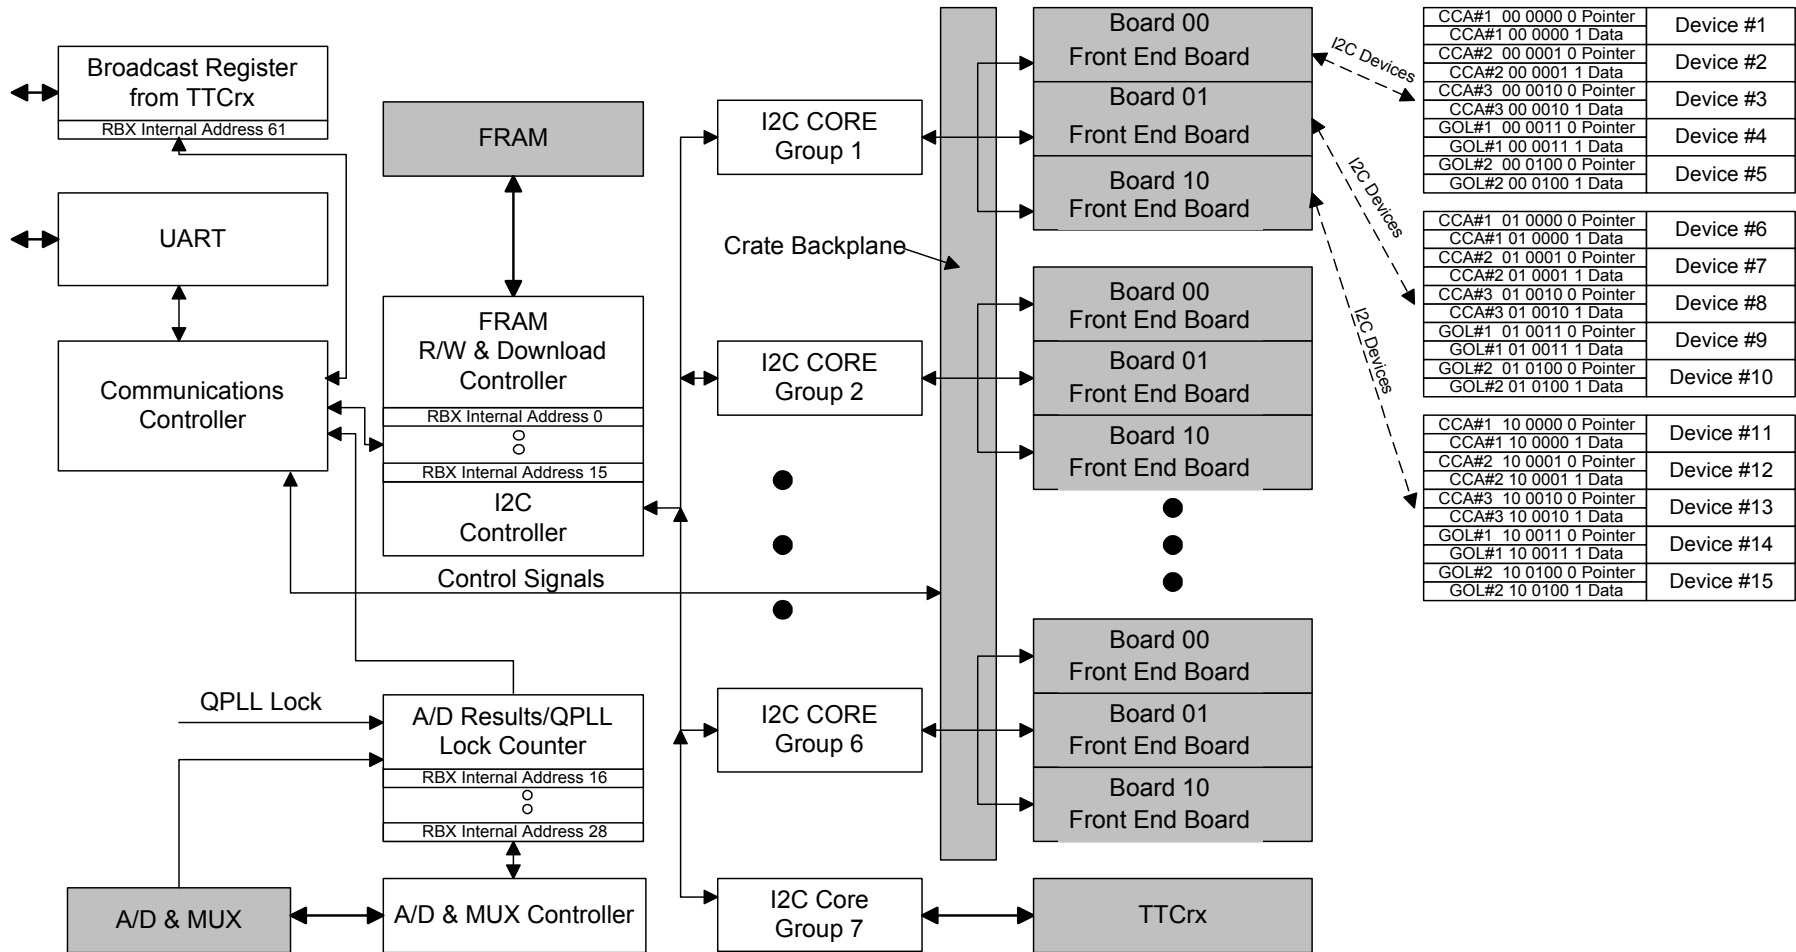 Broadcast Register
from TTCrx
RBX Internal Address 61
UART
Communications
Controller
FRAM
FRAM
R/W & Download
Controller
RBX Internal Address 0
RBX Internal Address 15
I2C
Controller
Control Signals
QPLL Lock
A/D Results/QPLL
Lock Counter
RBX Internal Address 16
RBX Internal Address 28
A/D & MUX
A/D & MUX Controller
I2C CORE
Group 1
Crate Backplane
I2C CORE
Group 2
I2C CORE
Group 6
I2C Core
Group 7
Board 00
Front End Board
Board 01
Front End Board
Board 10
Front End Board
Board 00
Front End Board
Board 01
Front End Board
Board 10
Front End Board
Board 00
Front End Board
Board 01
Front End Board
Board 10
Front End Board
TTCrx
I2C Devices
I2C Devices
I2C Devices
CCA#1 00 0000 0 Pointer
CCA#1 00 0000 1 Data
Device #1
CCA#2 00 0001 0 Pointer
CCA#2 00 0001 1 Data
Device #2
CCA#3 00 0010 0 Pointer
CCA#3 00 0010 1 Data
Device #3
GOL#1 00 0011 0 Pointer
GOL#1 00 0011 1 Data
Device #4
GOL#2 00 0100 0 Pointer
GOL#2 00 0100 1 Data
Device #5
CCA#1 01 0000 0 Pointer
CCA#1 01 0000 1 Data
Device #6
CCA#2 01 0001 0 Pointer
CCA#2 01 0001 1 Data
Device #7
CCA#3 01 0010 0 Pointer
CCA#3 01 0010 1 Data
Device #8
GOL#1 01 0011 0 Pointer
GOL#1 01 0011 1 Data
Device #9
GOL#2 01 0100 0 Pointer
GOL#2 01 0100 1 Data
Device #10
CCA#1 10 0000 0 Pointer
CCA#1 10 0000 1 Data
Device #11
CCA#2 10 0001 0 Pointer
CCA#2 10 0001 1 Data
Device #12
CCA#3 10 0010 0 Pointer
CCA#3 10 0010 1 Data
Device #13
GOL#1 10 0011 0 Pointer
GOL#1 10 0011 1 Data
Device #14
GOL#2 10 0100 0 Pointer
GOL#2 10 0100 1 Data
Device #15